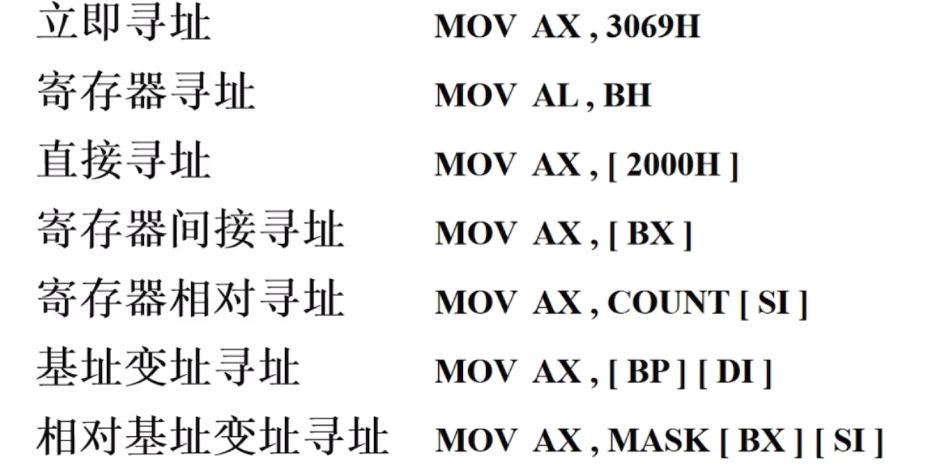 立即寻址 MOV AX , 3069H
寄存器寻址 MOV AL , BH
直接寻址 MOV AX , [ 2000H ]
寄存器间接寻址 MOV AX , [ BX ]
寄存器相对寻址 MOV AX , COUNT [ SI ]
基址变址寻址 MOV AX , [ BP ] [ DI ]
相对基址变址寻址 MOV AX , MASK [ BX ] [ SI ]